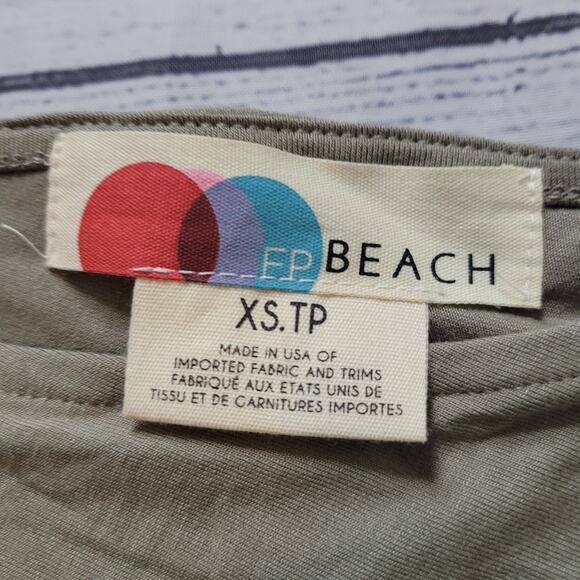 FP BEACH
XS.TP
MADE IN USA OF
IMPORTED FABRIC AND TRIMS
FABRIQUÉ AUX ETATS UNIS DE
TISSU ET DE GARNITURES IMPORTES